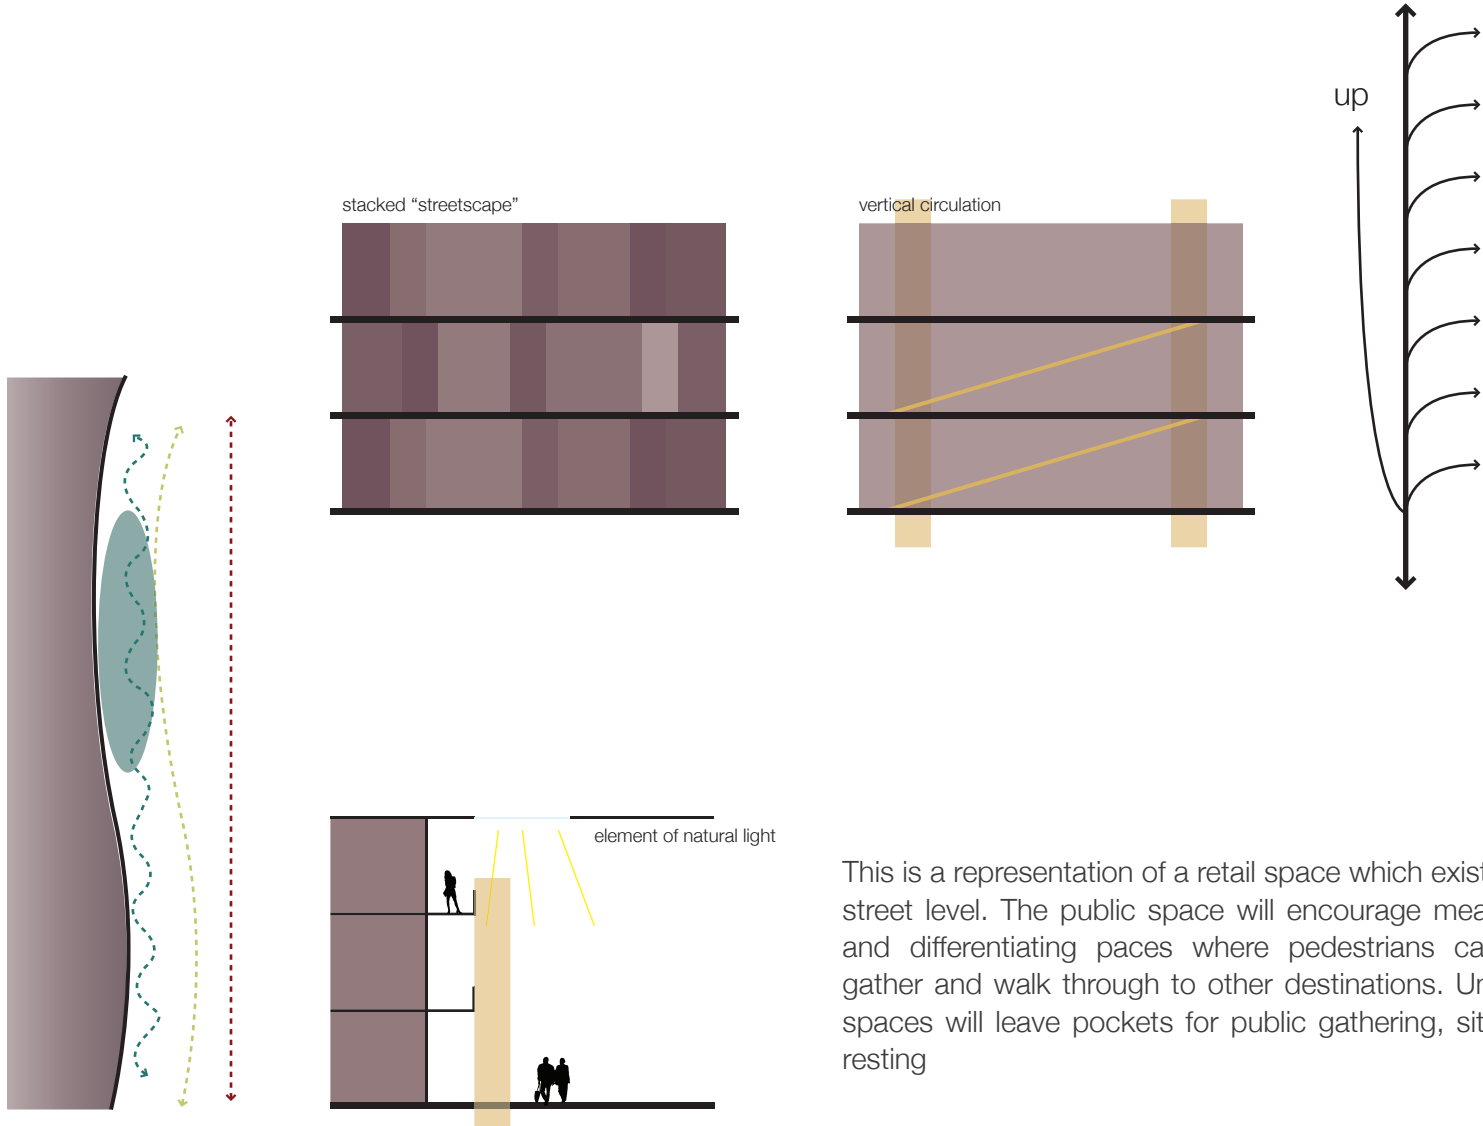 up
stacked “streetscape”
vertical circulation
element of natural light
This is a representation of a retail space which exist
street level. The public space will encourage mea
and differentiating paces where pedestrians ca
gather and walk through to other destinations. Un
spaces will leave pockets for public gathering, sit
resting